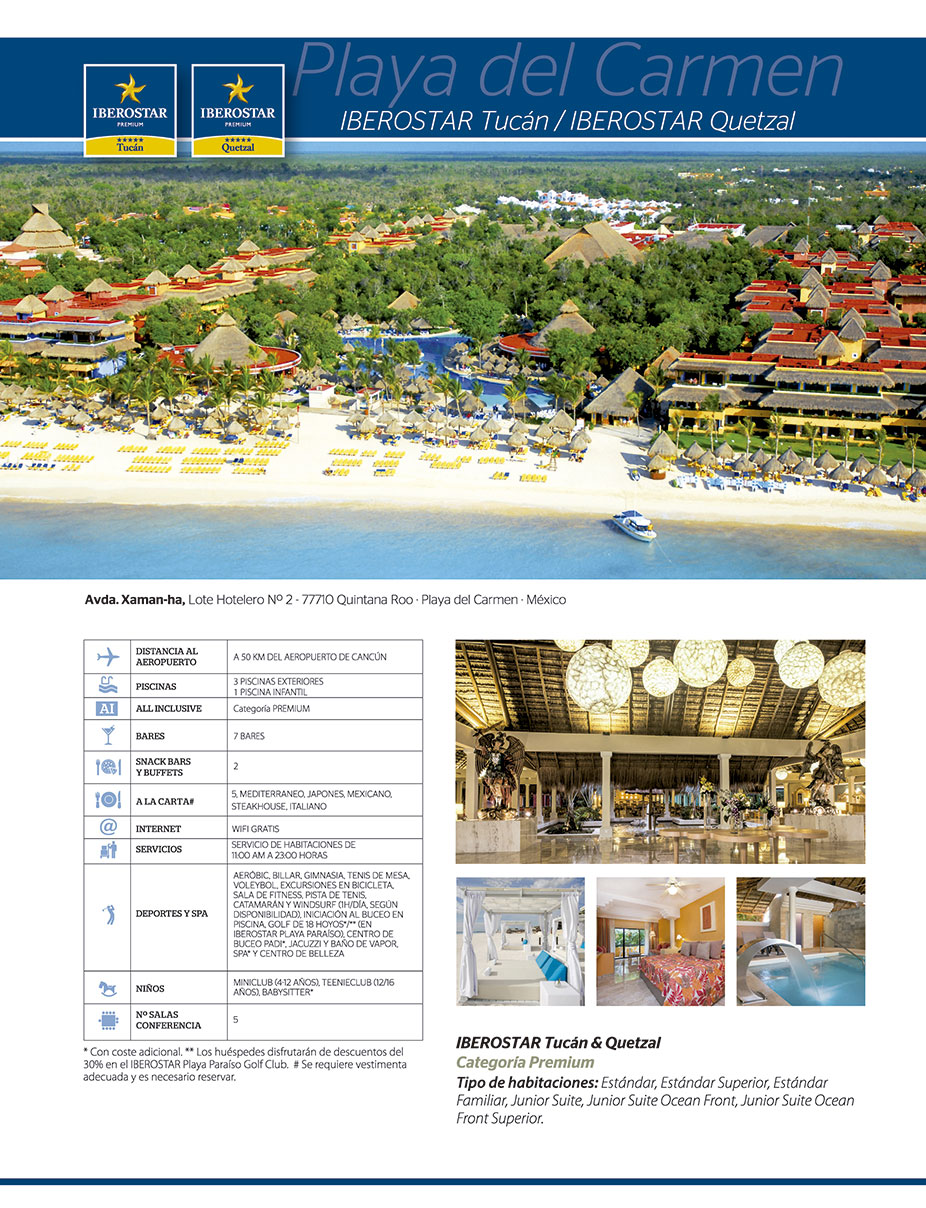 Playa del Carmen
IBEROSTAR Tucán / IBEROSTAR Quetzal
IBEROSTAR
PREMIUM
★★★★★
Tucán
IBEROSTAR
PREMIUM
★★★★★
Quetzal
Avda. Xaman-ha, Lote Hotelero Nº 2 - 77710 Quintana Roo · Playa del Carmen · México
DISTANCIA AL
AEROPUERTO
A 50 KM DEL AEROPUERTO DE CANCÚN
PISCINAS
3 PISCINAS EXTERIORES
1 PISCINA INFANTIL
AI
ALL INCLUSIVE
Categoría PREMIUM
BARES
7 BARES
SNACK BARS
Y BUFFETS
2
A LA CARTA#
5, MEDITERRANEO, JAPONES, MEXICANO,
STEAKHOUSE, ITALIANO
@
INTERNET
WIFI GRATIS
SERVICIOS
SERVICIO DE HABITACIONES DE
11:00 AM A 23:00 HORAS
DEPORTES Y SPA
AERÓBIC, BILLAR, GIMNASIA, TENIS DE MESA,
VOLEYBOL, EXCURSIONES EN BICICLETA,
SALA DE FITNESS, PISTA DE TENIS,
CATAMARÁN Y WINDSURF (1H/DÍA, SEGÚN
DISPONIBILIDAD), INICIACIÓN AL BUCEO EN
PISCINA, GOLF DE 18 HOYOS*/** (EN
IBEROSTAR PLAYA PARAÍSO), CENTRO DE
BUCEO PADI*, JACUZZI Y BAÑO DE VAPOR,
SPA* Y CENTRO DE BELLEZA
NIÑOS
MINICLUB (4-12 AÑOS), TEENIECLUB (12/16
AÑOS), BABYSITTER*
Nº SALAS
CONFERENCIA
5
* Con coste adicional. ** Los huéspedes disfrutarán de descuentos del
30% en el IBEROSTAR Playa Paraíso Golf Club. # Se requiere vestimenta
adecuada y es necesario reservar.
IBEROSTAR Tucán & Quetzal
Categoría Premium
Tipo de habitaciones: Estándar, Estándar Superior, Estándar
Familiar, Junior Suite, Junior Suite Ocean Front, Junior Suite Ocean
Front Superior.